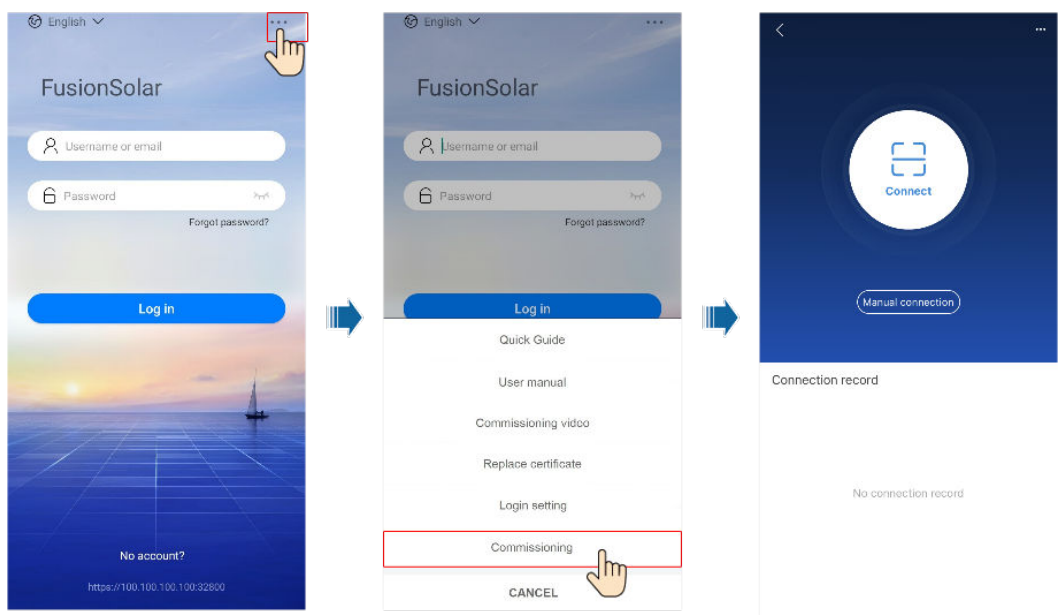 English
...
FusionSolar
Username or email
Password
Forgot password?
Log in
No account?
https://100.100.100.100:32800
English
...
FusionSolar
Username or email
Password
Forgot password?
Log in
Quick Guide
User manual
Commissioning video
Replace certificate
Login setting
Commissioning
CANCEL
...
Connect
Manual connection
Connection record
No connection record